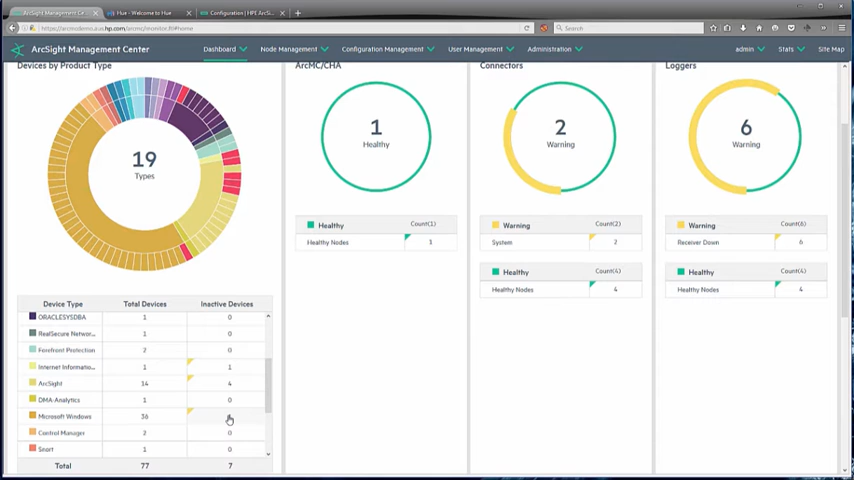 ArcSight Management Ce...
Hue - Welcome to Hue
Configuration | HPE ArcSi...
https://arcmcdemo.aus.hp.com/arcmc/monitor.ftl#home
Search
ArcSight Management Center
Dashboard
Node Management
Configuration Management
User Management
Administration
admin
Stats
Site Map
Devices by Product Type
ArcMC/CHA
Connectors
Loggers
19
Types
1
Healthy
2
Warning
6
Warning
Healthy Count(1)
Healthy Nodes 1
Warning Count(2)
System 2
Healthy Count(4)
Healthy Nodes 4
Warning Count(6)
Receiver Down 6
Healthy Count(4)
Healthy Nodes 4
Device Type Total Devices Inactive Devices
ORACLESYSDBA 1 0
RealSecure Networ... 1 0
Forefront Protection 2 0
Internet Informatio... 1 1
ArcSight 14 4
DMA-Analytics 1 0
Microsoft Windows 36
Control Manager 2 0
Snort 1 0
Total 77 7